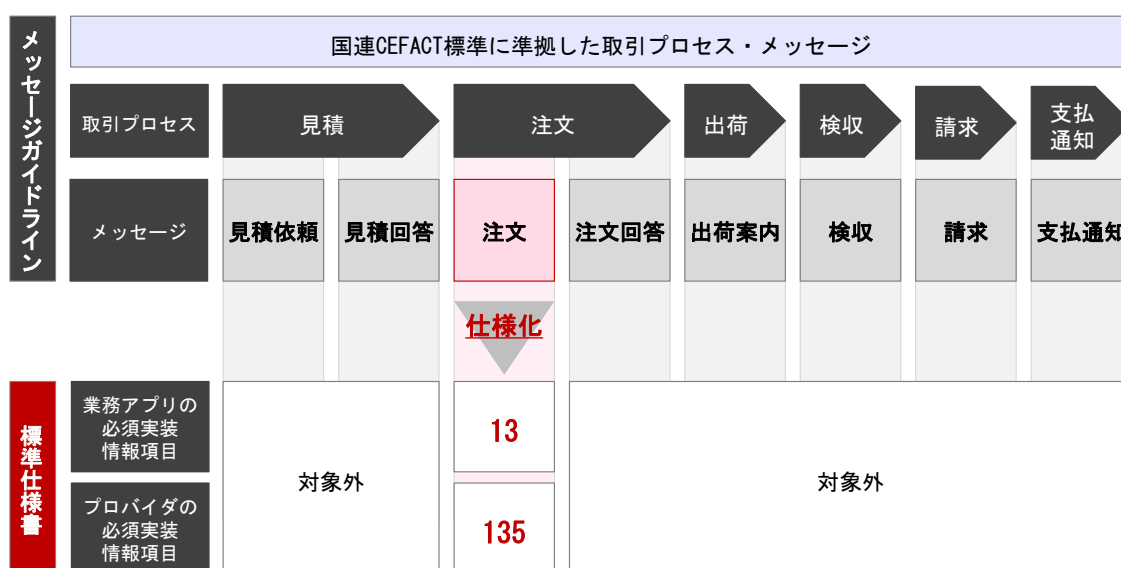 メッセージガイドライン
国連CEFACT標準に準拠した取引プロセス・メッセージ
取引プロセス
見積
注文
出荷
検収
請求
支払
通知
メッセージ
見積依頼
見積回答
注文
注文回答
出荷案内
検収
請求
支払通知
仕様化
標準仕様書
業務アプリの
必須実装
情報項目
対象外
13
対象外
プロバイダの
必須実装
情報項目
135